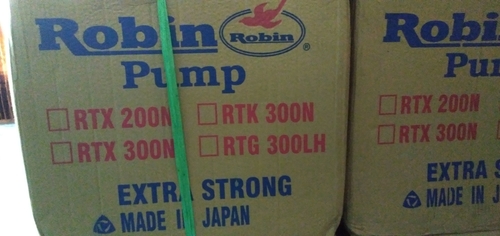 Robin
Robin ®
Pump
RTX 200N RTK 300N
RTX 300N RTG 300LH
EXTRA STRONG
MADE IN JAPAN
Robin
RTX 200N
RTX 300N
EXTRA
MADE IN